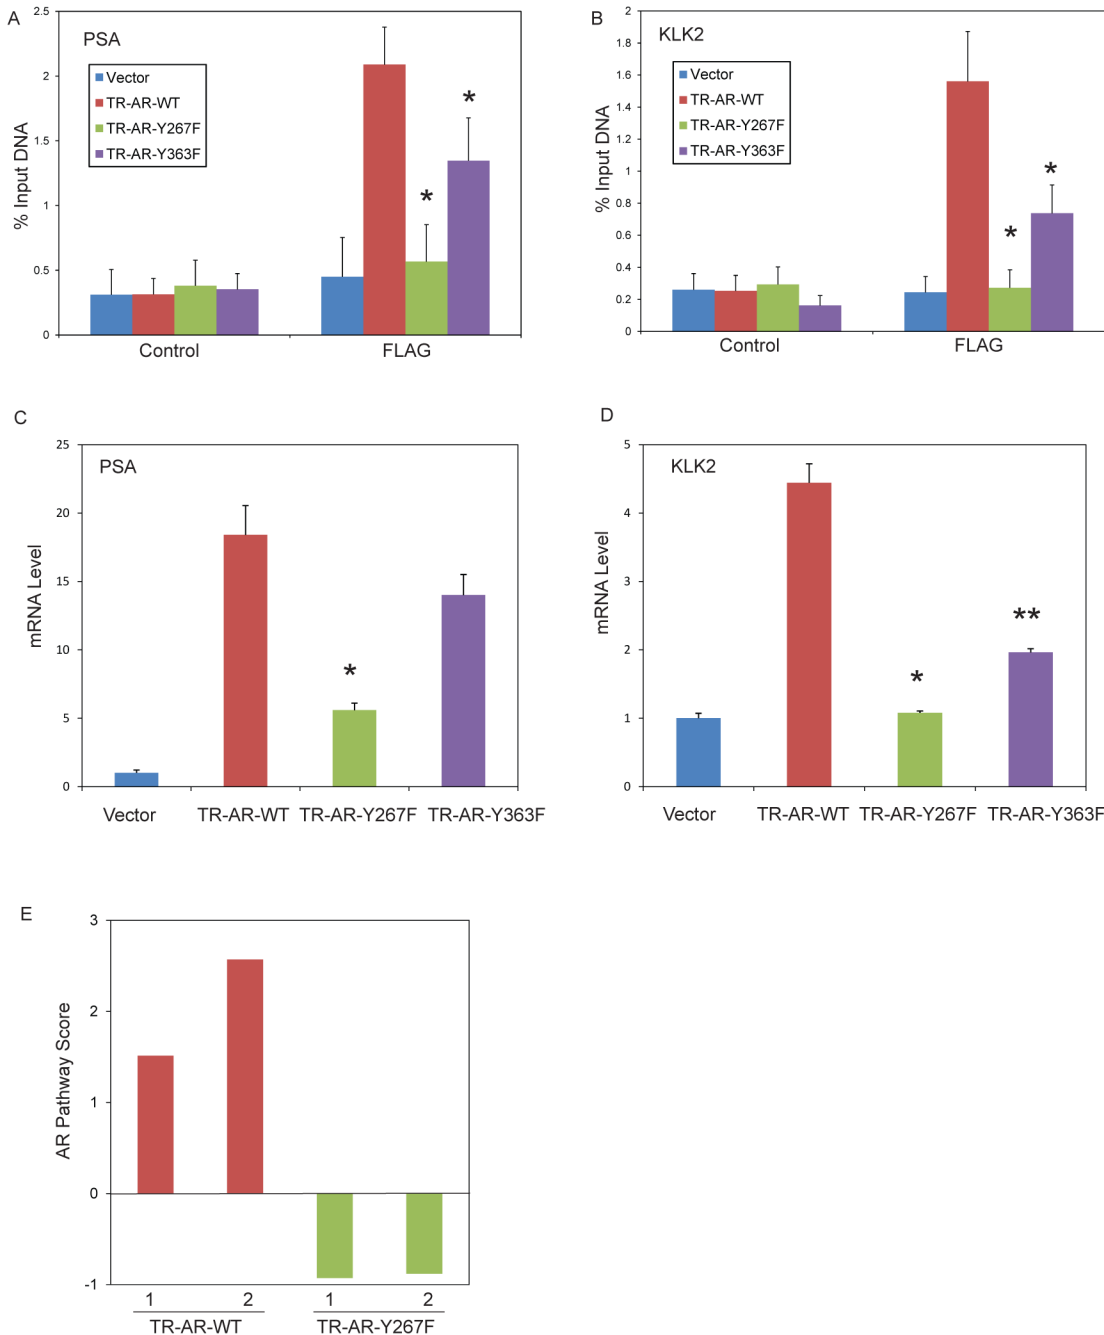 A
PSA
Vector
TR-AR-WT
TR-AR-Y267F
TR-AR-Y363F
% Input DNA
2.5
2
1.5
1
0.5
0
*
*
Control
FLAG
B
KLK2
Vector
TR-AR-WT
TR-AR-Y267F
TR-AR-Y363F
% Input DNA
2
1.8
1.6
1.4
1.2
1
0.8
0.6
0.4
0.2
0
*
*
Control
FLAG
C
PSA
mRNA Level
25
20
15
10
5
0
*
Vector
TR-AR-WT
TR-AR-Y267F
TR-AR-Y363F
D
KLK2
mRNA Level
5
4
3
2
1
0
*
**
Vector
TR-AR-WT
TR-AR-Y267F
TR-AR-Y363F
E
AR Pathway Score
3
2
1
0
-1
1 2 1 2
TR-AR-WT TR-AR-Y267F